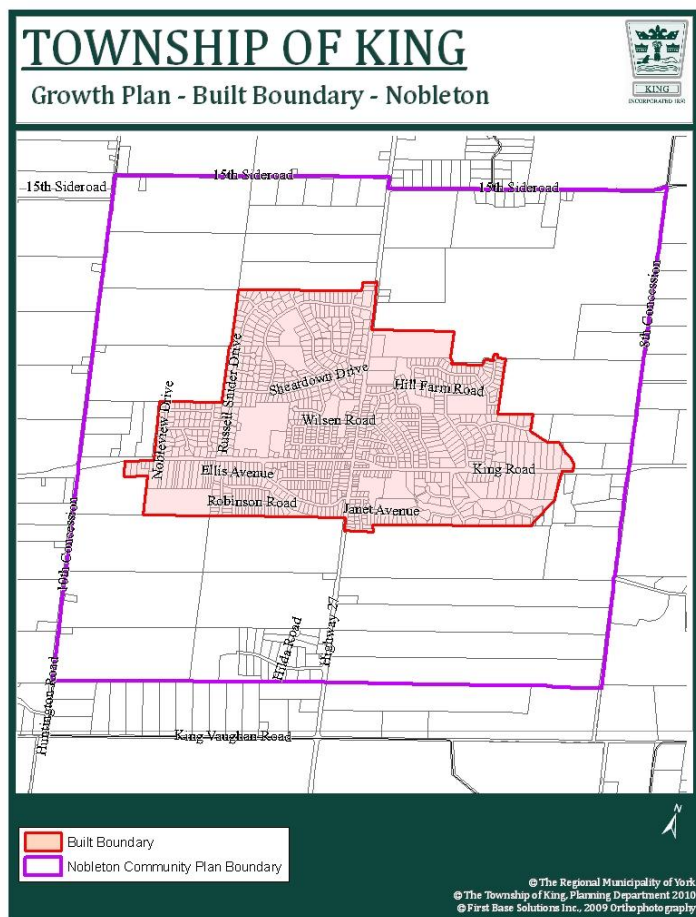 TOWNSHIP OF KING
Growth Plan - Built Boundary - Nobleton
KING
INCORPORATED 1850
15th Sideroad
15th Sideroad
15th Sideroad
8th Concession
Sheardown Drive
Russell Snider Drive
Hill Farm Road
Nobleview Drive
Wilsen Road
Ellis Avenue
King Road
Robinson Road
Janet Avenue
10th Concession
Highway 27
Hilda Road
Huntington Road
King Vaughan Road
N
Built Boundary
Nobleton Community Plan Boundary
© The Regional Municipality of York
© The Township of King, Planning Department 2010
© First Base Solutions Inc., 2009 Orthophotography